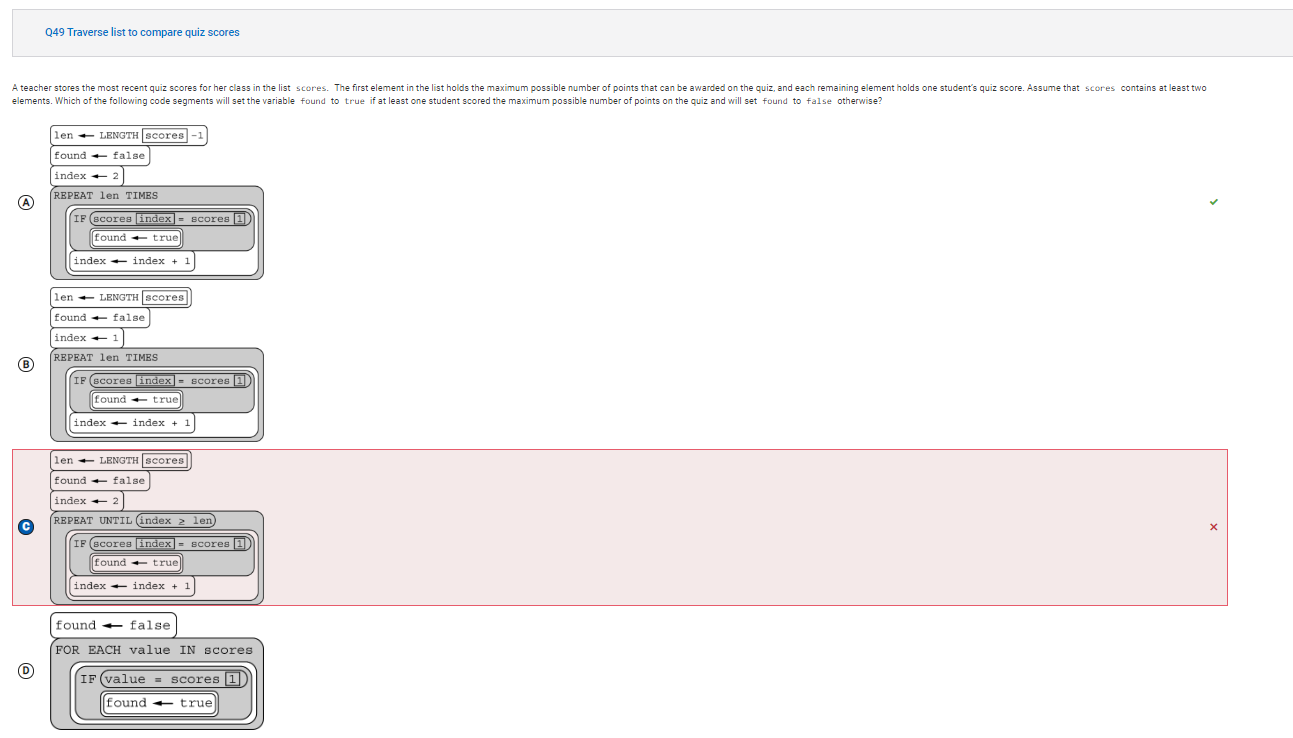 Q49 Traverse list to compare quiz scores
A teacher stores the most recent quiz scores for her class in the list scores. The first element in the list holds the maximum possible number of points that can be awarded on the quiz, and each remaining element holds one student's quiz score. Assume that scores contains at least two
elements. Which of the following code segments will set the variable found to true if at least one student scored the maximum possible number of points on the quiz and will set found to false otherwise?
A
len ← LENGTH scores -1
found ← false
index ← 2
REPEAT len TIMES
IF scores index = scores 1
found ← true
index ← index + 1
B
len ← LENGTH scores
found ← false
index ← 1
REPEAT len TIMES
IF scores index = scores 1
found ← true
index ← index + 1
C
len ← LENGTH scores
found ← false
index ← 2
REPEAT UNTIL index ≥ len
IF scores index = scores 1
found ← true
index ← index + 1
D
found ← false
FOR EACH value IN scores
IF value = scores 1
found ← true